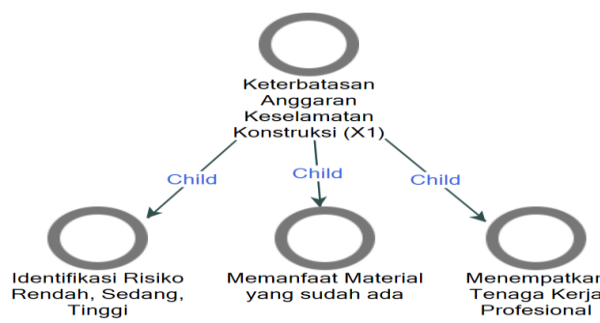 Keterbatasan
Anggaran
Keselamatan
Konstruksi (X1)
Child
Child
Child
Identifikasi Risiko
Rendah, Sedang,
Tinggi
Memanfaat Material
yang sudah ada
Menempatkan
Tenaga Kerja
Profesional